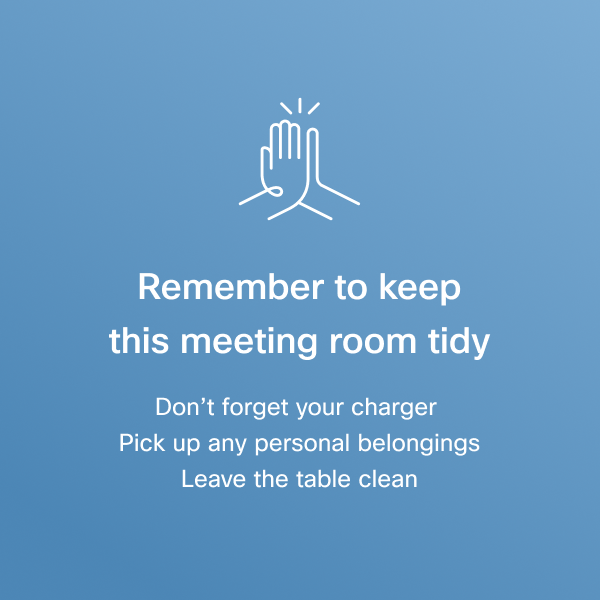 Remember to keep
this meeting room tidy
Don’t forget your charger
Pick up any personal belongings
Leave the table clean